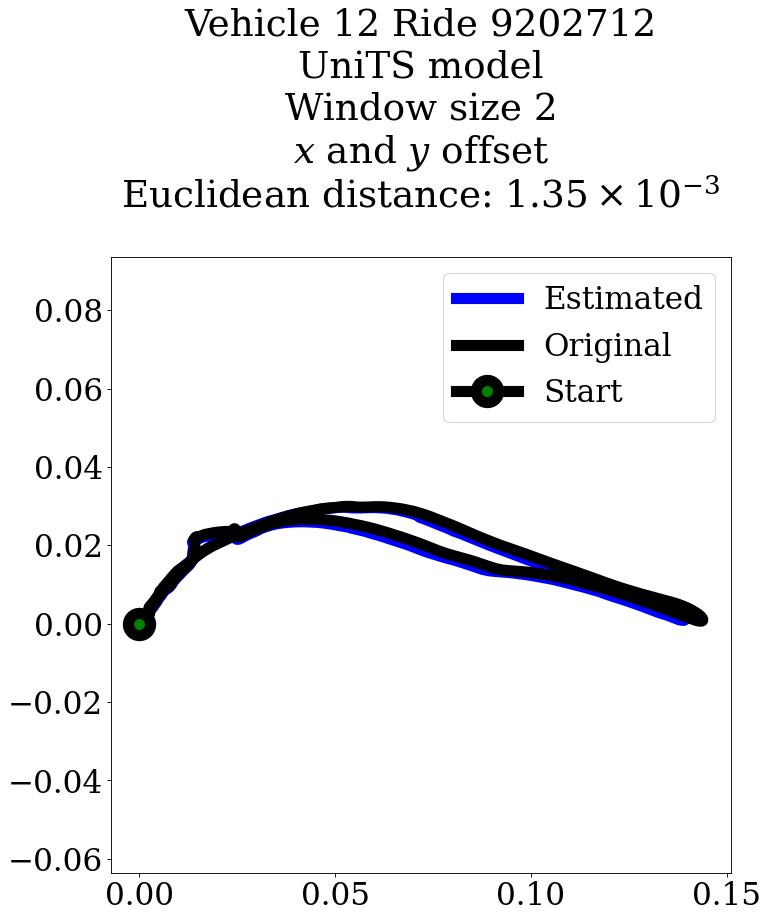 Vehicle 12 Ride 9202712
UniTS model
Window size 2
x and y offset
Euclidean distance: 1.35 × 10⁻³
Estimated
Original
Start
0.08
0.06
0.04
0.02
0.00
−0.02
−0.04
−0.06
0.00 0.05 0.10 0.15